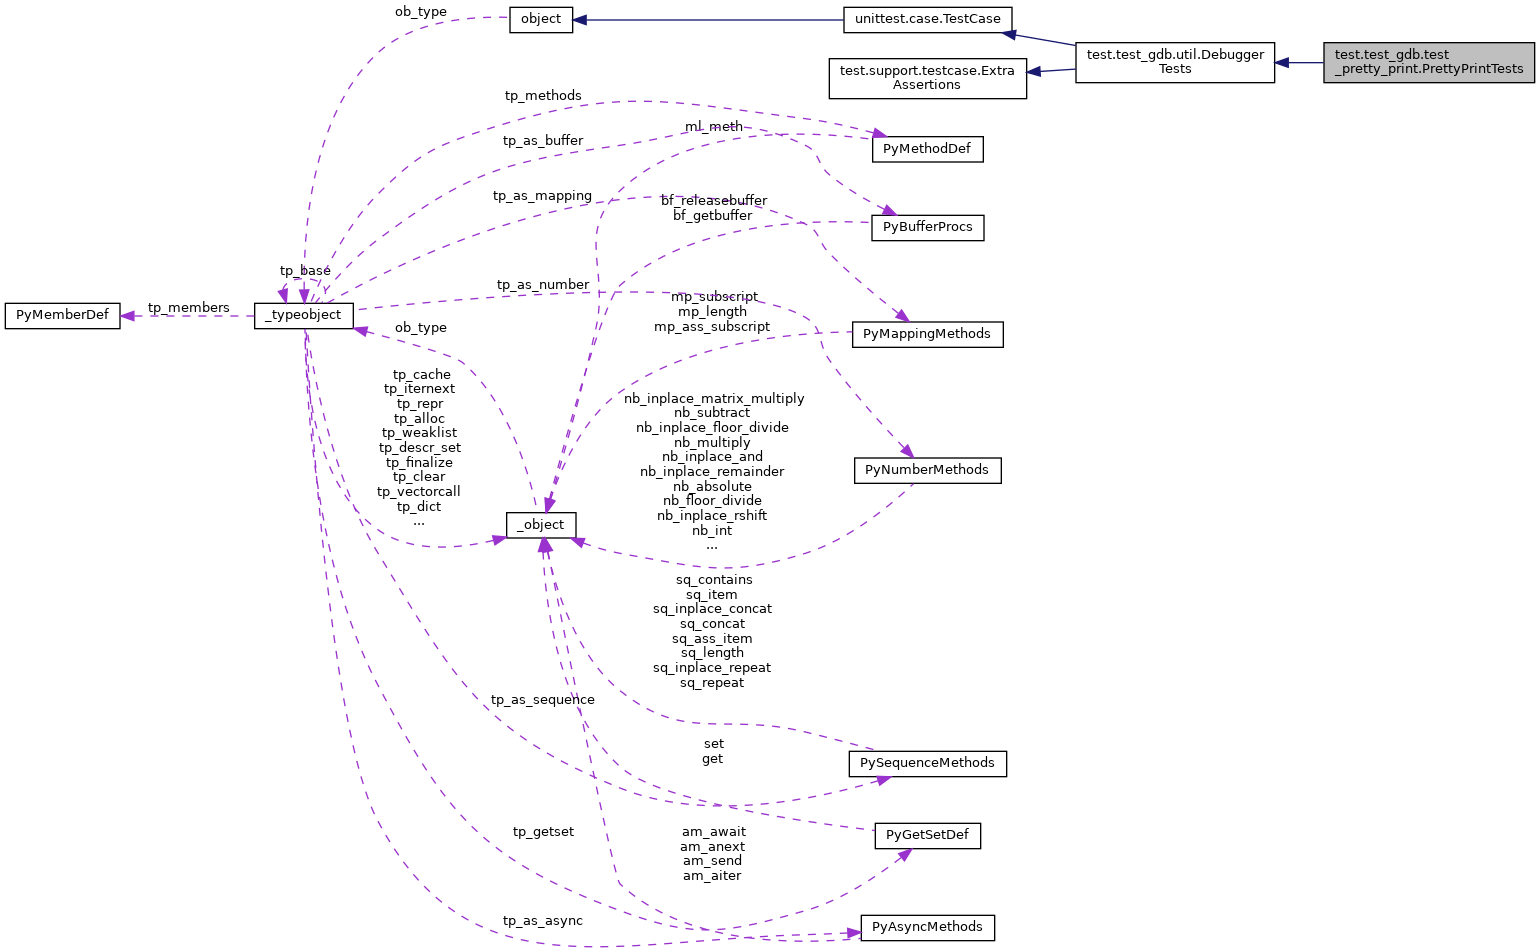 ob_type
object
unittest.case.TestCase
test.test_gdb.util.Debugger
Tests
test.test_gdb.test
_pretty_print.PrettyPrintTests
test.support.testcase.Extra
Assertions
tp_methods
ml_meth
tp_as_buffer
PyMethodDef
tp_as_mapping
bf_releasebuffer
bf_getbuffer
PyBufferProcs
tp_base
tp_as_number
mp_subscript
mp_length
mp_ass_subscript
PyMemberDef
tp_members
_typeobject
ob_type
PyMappingMethods
tp_cache
tp_iternext
tp_repr
tp_alloc
tp_weaklist
tp_descr_set
tp_finalize
tp_clear
tp_vectorcall
tp_dict
...
nb_inplace_matrix_multiply
nb_subtract
nb_inplace_floor_divide
nb_multiply
nb_inplace_and
nb_inplace_remainder
nb_absolute
nb_floor_divide
nb_inplace_rshift
nb_int
...
PyNumberMethods
_object
sq_contains
sq_item
sq_inplace_concat
sq_concat
sq_ass_item
sq_length
sq_inplace_repeat
sq_repeat
tp_as_sequence
set
get
PySequenceMethods
tp_getset
am_await
am_anext
am_send
am_aiter
PyGetSetDef
tp_as_async
PyAsyncMethods